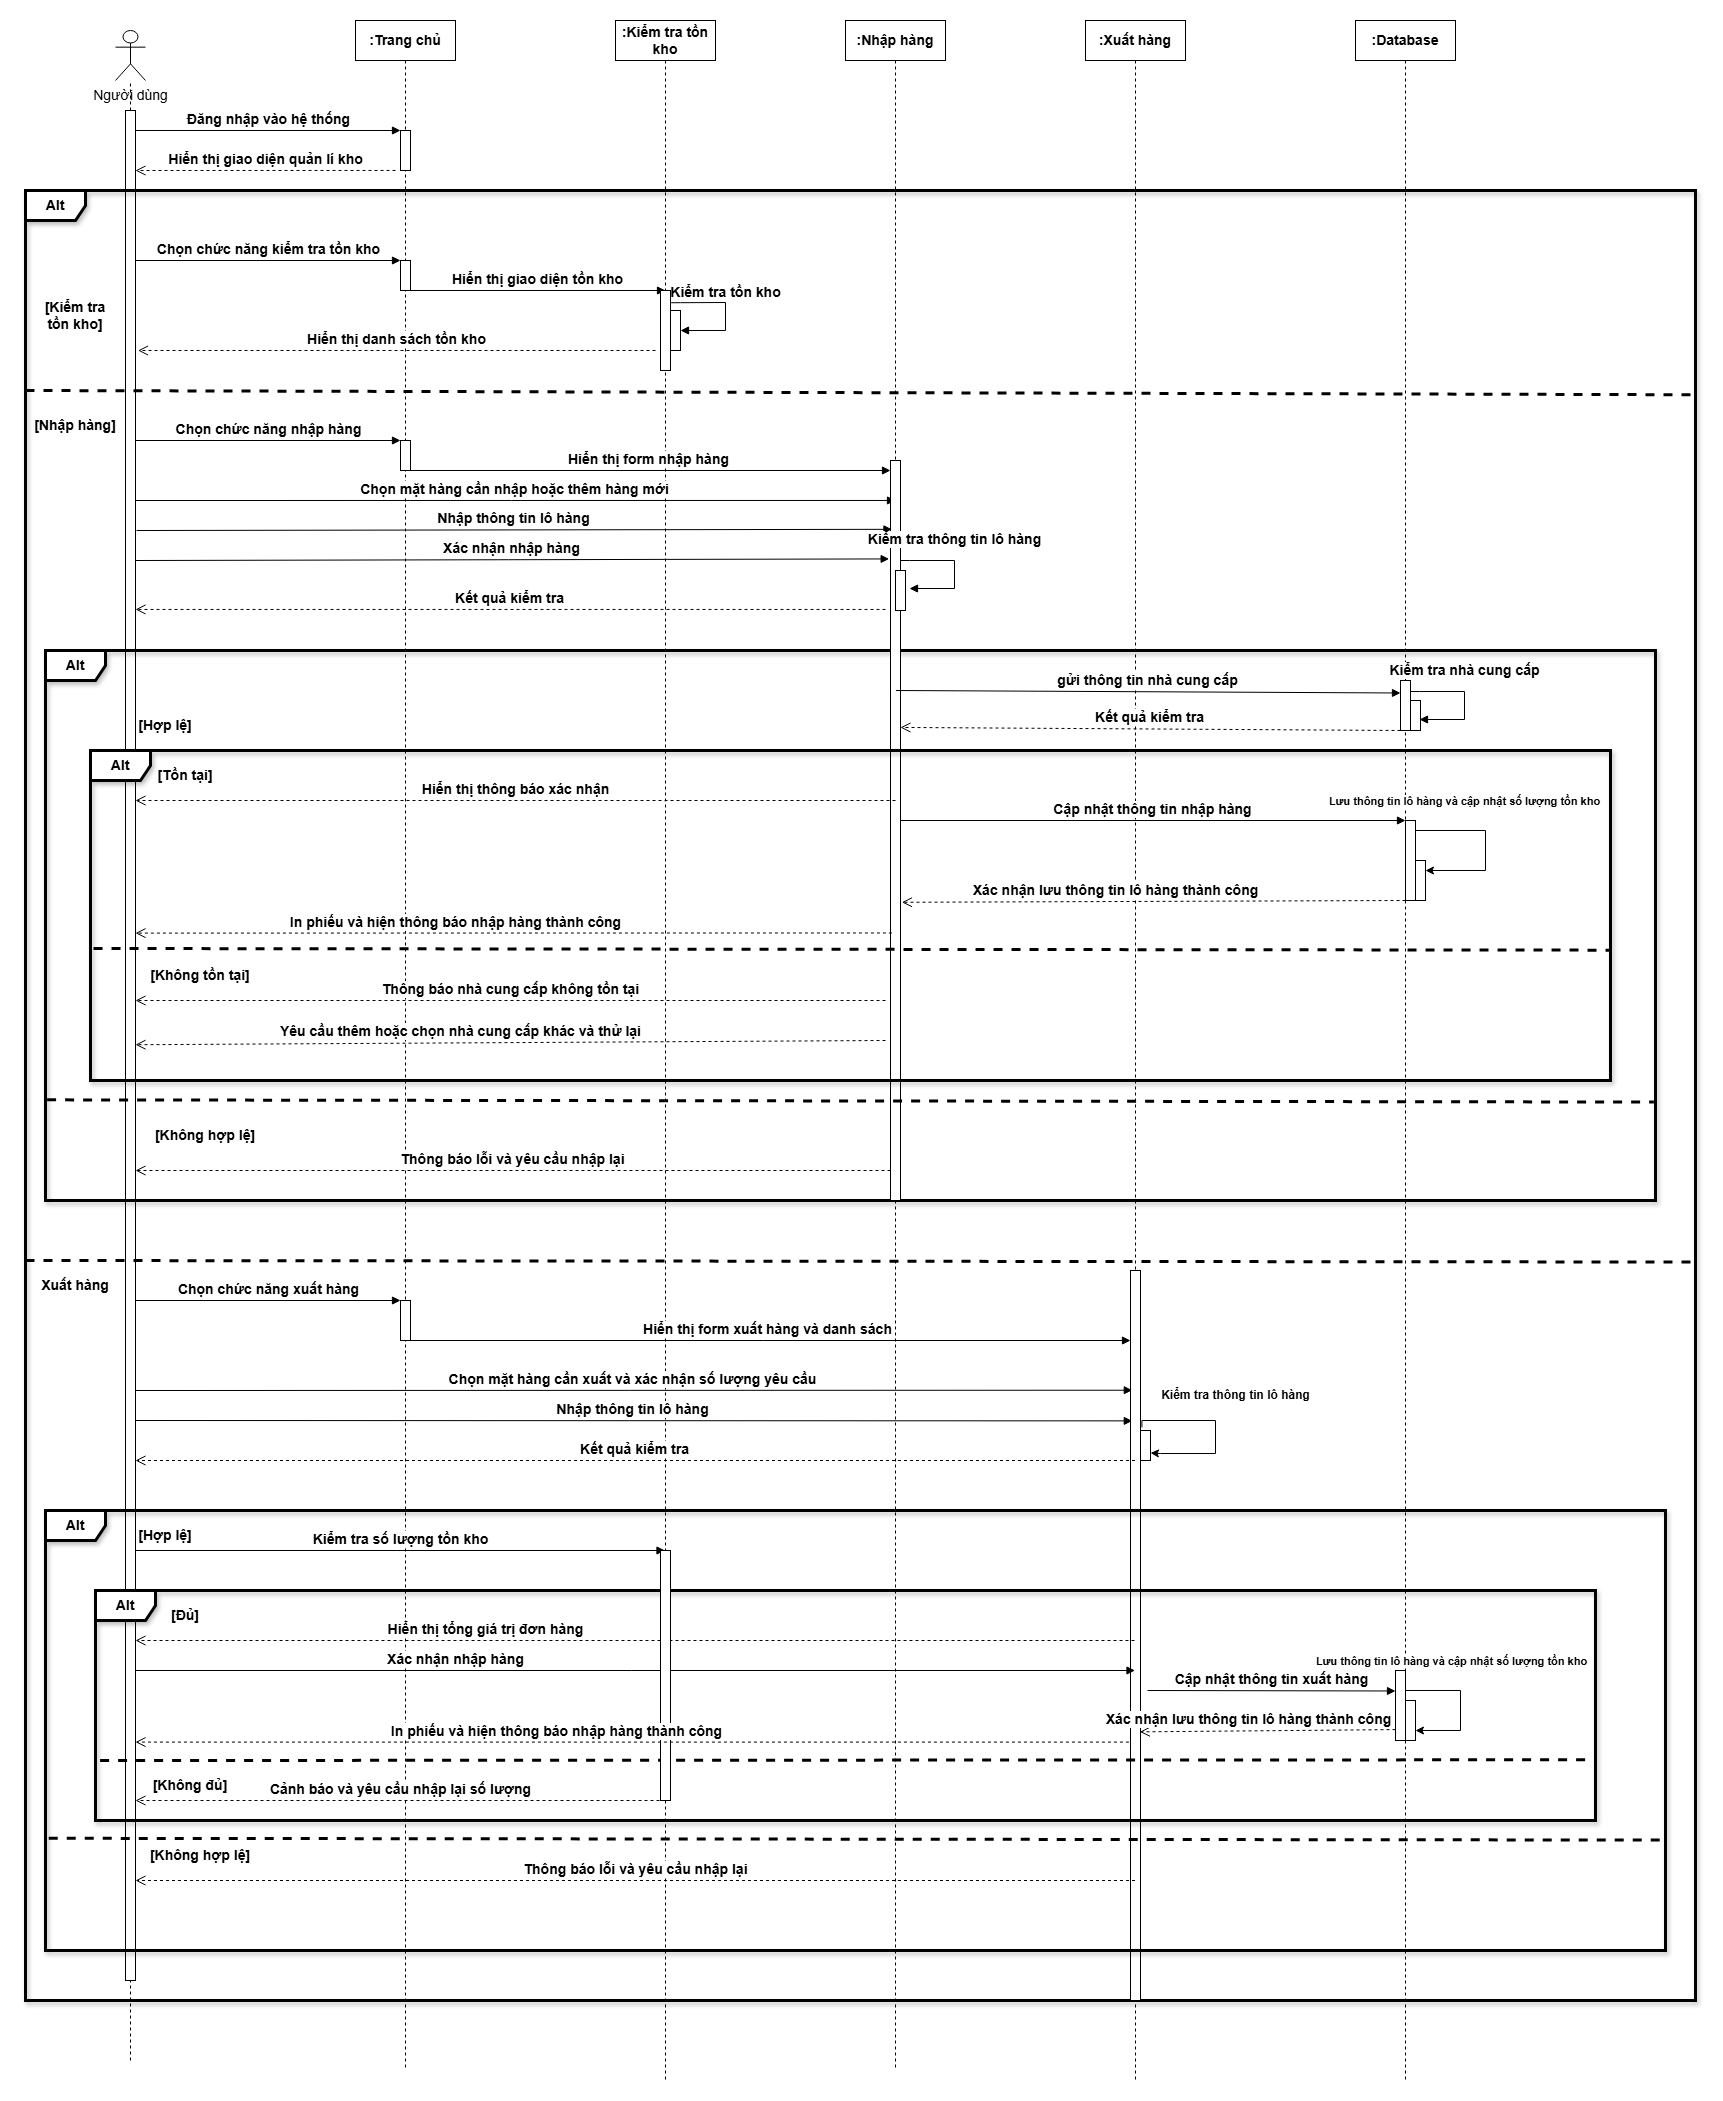 :Trang chủ
:Kiểm tra tồn
kho
:Nhập hàng
:Xuất hàng
:Database
Người dùng
Đăng nhập vào hệ thống
Hiển thị giao diện quản lí kho
Alt
Chọn chức năng kiểm tra tồn kho
Hiển thị giao diện tồn kho
Kiểm tra tồn kho
[Kiểm tra
tồn kho]
Hiển thị danh sách tồn kho
[Nhập hàng]
Chọn chức năng nhập hàng
Hiển thị form nhập hàng
Chọn mặt hàng cần nhập hoặc thêm hàng mới
Nhập thông tin lô hàng
Kiểm tra thông tin lô hàng
Xác nhận nhập hàng
Kết quả kiểm tra
Alt
Kiểm tra nhà cung cấp
gửi thông tin nhà cung cấp
Kết quả kiểm tra
[Hợp lệ]
Alt
[Tồn tại]
Hiển thị thông báo xác nhận
Lưu thông tin lô hàng và cập nhật số lượng tồn kho
Cập nhật thông tin nhập hàng
Xác nhận lưu thông tin lô hàng thành công
In phiếu và hiện thông báo nhập hàng thành công
[Không tồn tại]
Thông báo nhà cung cấp không tồn tại
Yêu cầu thêm hoặc chọn nhà cung cấp khác và thử lại
[Không hợp lệ]
Thông báo lỗi và yêu cầu nhập lại
Xuất hàng
Chọn chức năng xuất hàng
Hiển thị form xuất hàng và danh sách
Chọn mặt hàng cần xuất và xác nhận số lượng yêu cầu
Kiểm tra thông tin lô hàng
Nhập thông tin lô hàng
Kết quả kiểm tra
Alt
[Hợp lệ]
Kiểm tra số lượng tồn kho
Alt
[Đủ]
Hiển thị tổng giá trị đơn hàng
Xác nhận nhập hàng
Lưu thông tin lô hàng và cập nhật số lượng tồn kho
Cập nhật thông tin xuất hàng
Xác nhận lưu thông tin lô hàng thành công
In phiếu và hiện thông báo nhập hàng thành công
[Không đủ]
Cảnh báo và yêu cầu nhập lại số lượng
[Không hợp lệ]
Thông báo lỗi và yêu cầu nhập lại